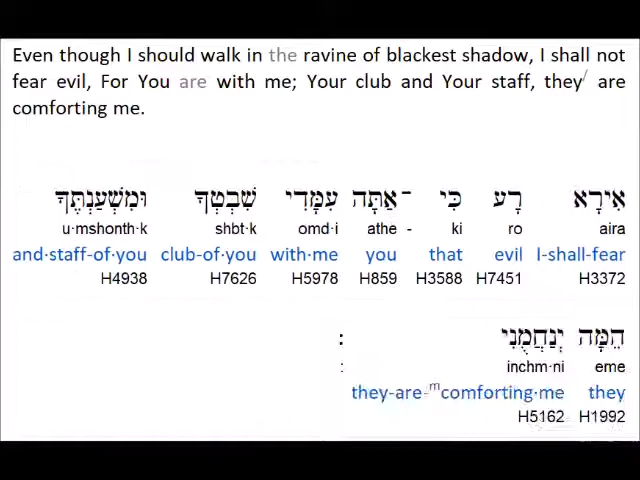 Even though I should walk in the ravine of blackest shadow, I shall not
fear evil, For You are with me; Your club and Your staff, they/ are
comforting me.
אִירָא רָע כִּי ־ אַתָּה עִמָּדִי שִׁבְטְךָ וּמִשְׁעַנְתֶּךָ
aira ro ki - athe omd·i shbt·k u·mshonth·k
I-shall-fear evil that you with·me club-of·you and·staff-of·you
H3372 H7451 H3588 H859 H5978 H7626 H4938
הֵמָּה יְנַחֲמֻנִי :
eme inchm·ni :
they they-are-ᵐcomforting·me
H1992 H5162